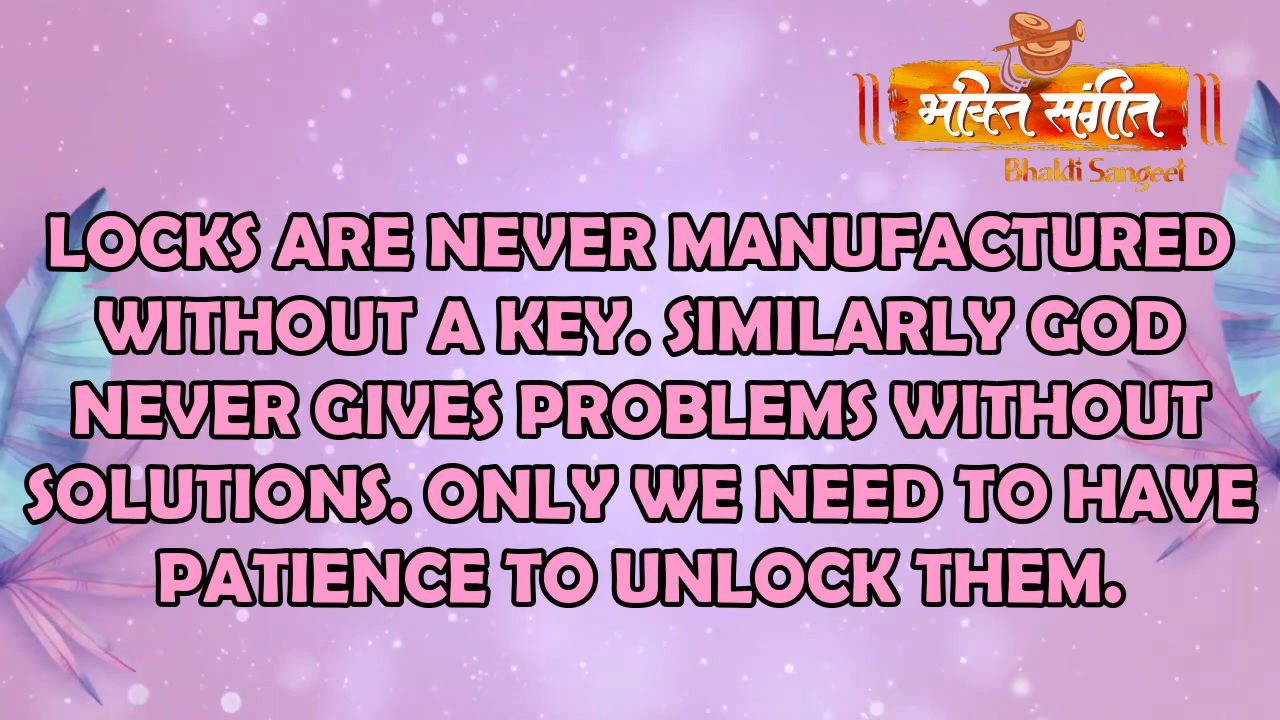 ॥ भक्ति संगीत ॥
Bhakti Sangeet
LOCKS ARE NEVER MANUFACTURED
WITHOUT A KEY. SIMILARLY GOD
NEVER GIVES PROBLEMS WITHOUT
SOLUTIONS. ONLY WE NEED TO HAVE
PATIENCE TO UNLOCK THEM.